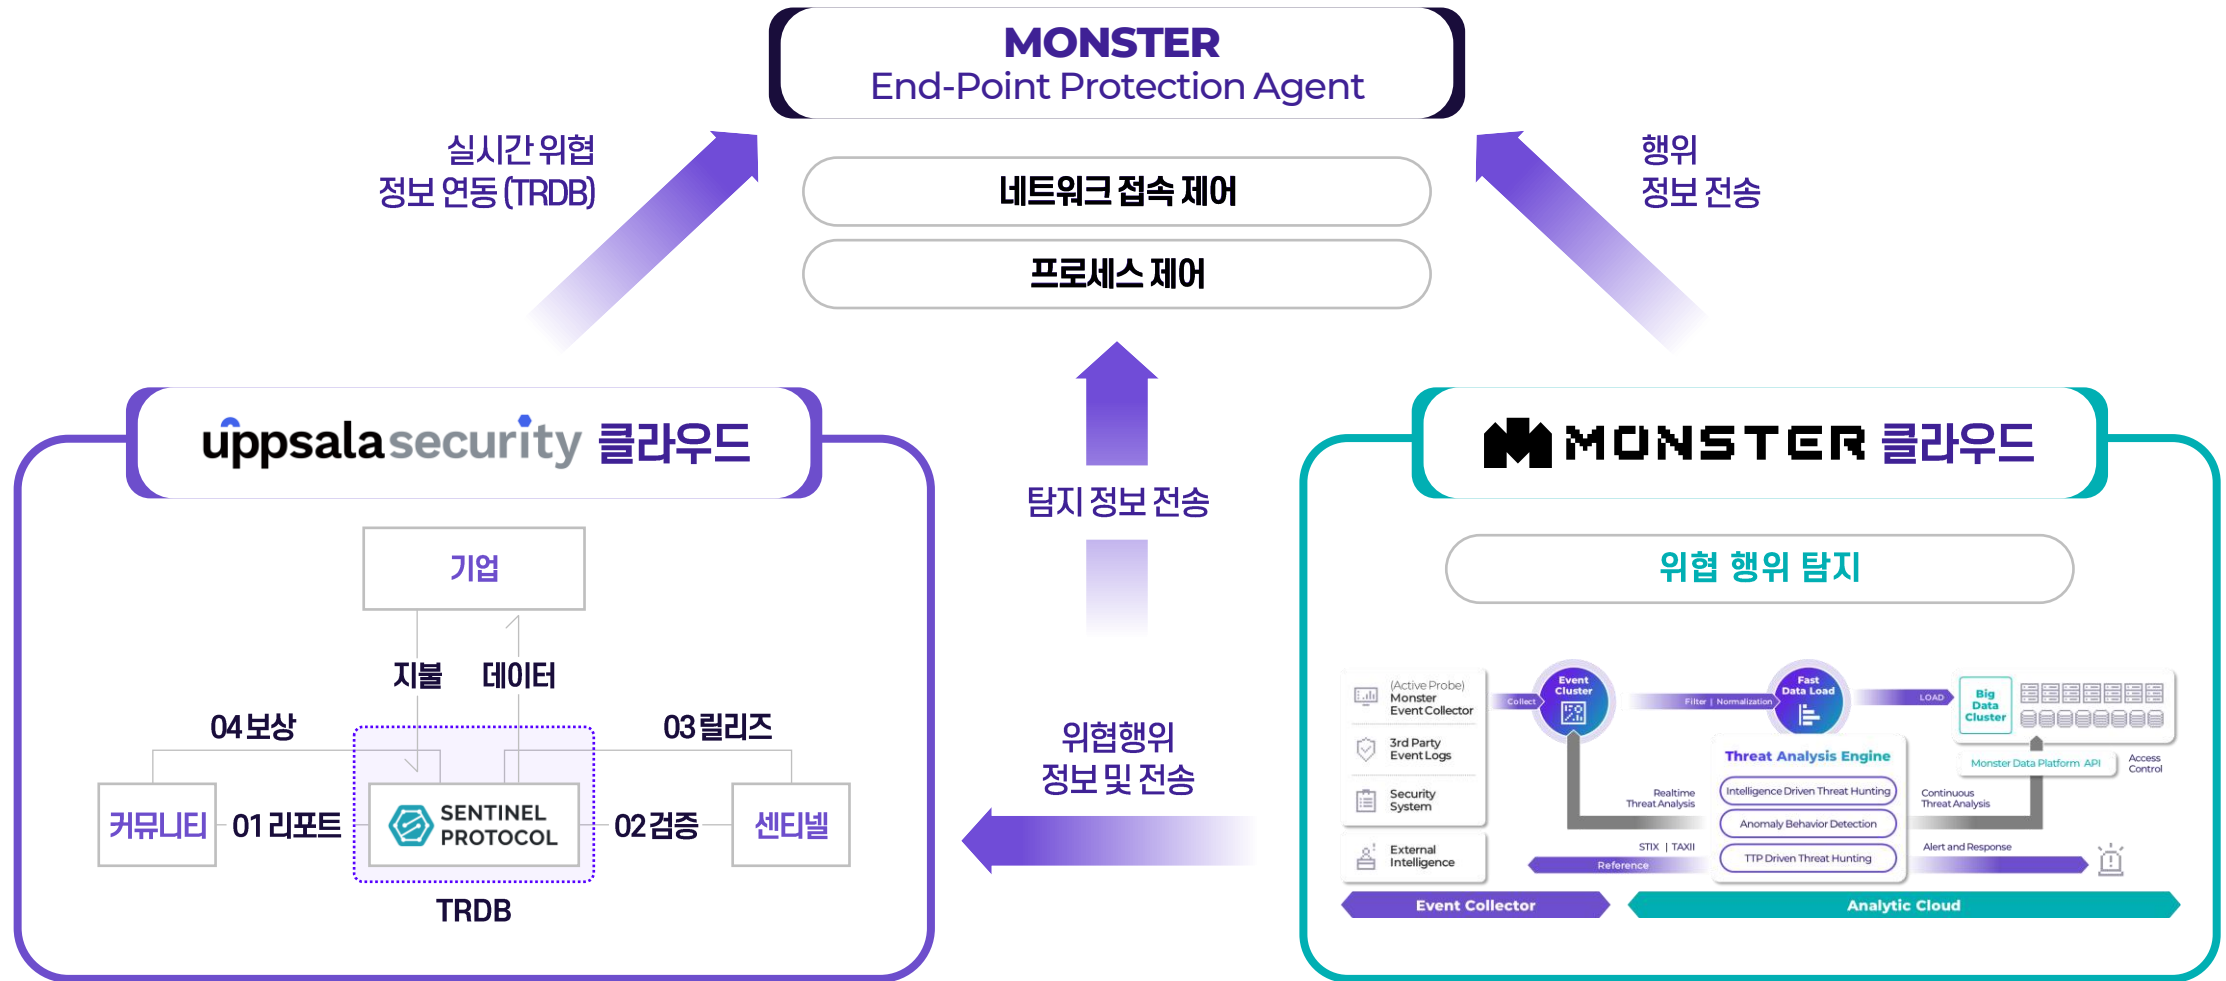 MONSTER
End-Point Protection Agent
실시간 위협
정보 연동 (TRDB)
행위
정보 전송
네트워크 접속 제어
프로세스 제어
uppsala security 클라우드
탐지 정보 전송
MONSTER 클라우드
기업
지불
데이터
04 보상
03 릴리즈
커뮤니티
01 리포트
SENTINEL
PROTOCOL
02 검증
센티넬
TRDB
위협행위
정보 및 전송
위협 행위 탐지
(Active Probe)
Monster
Event Collector
3rd Party
Event Logs
Security
System
External
Intelligence
Collect
Event
Cluster
Filter | Normalization
Fast
Data Load
LOAD
Big
Data
Cluster
Monster Data Platform API
Access
Control
Threat Analysis Engine
Intelligence Driven Threat Hunting
Anomaly Behavior Detection
TTP Driven Threat Hunting
Realtime
Threat Analysis
Continuous
Threat Analysis
STIX | TAXII
Reference
Alert and Response
Event Collector
Analytic Cloud